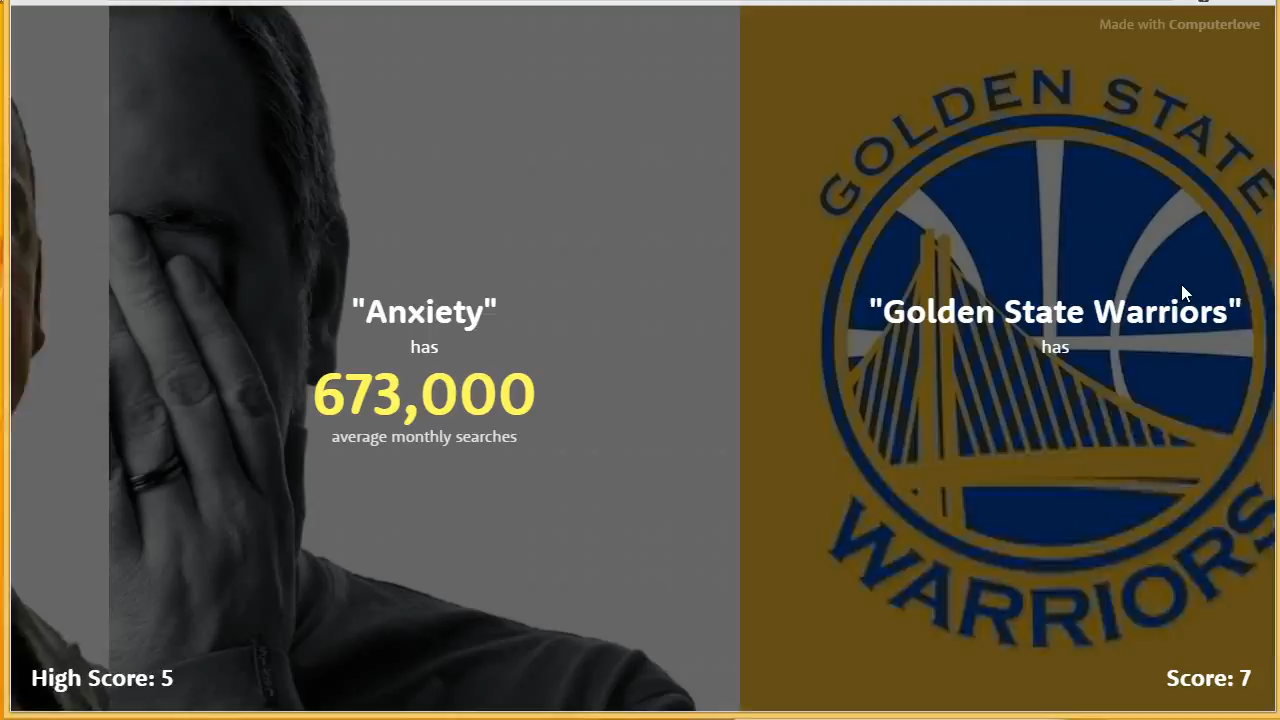 Made with Computerlove
GOLDEN STATE
WARRIORS
"Anxiety"
has
673,000
average monthly searches
"Golden State Warriors"
has
High Score: 5
Score: 7